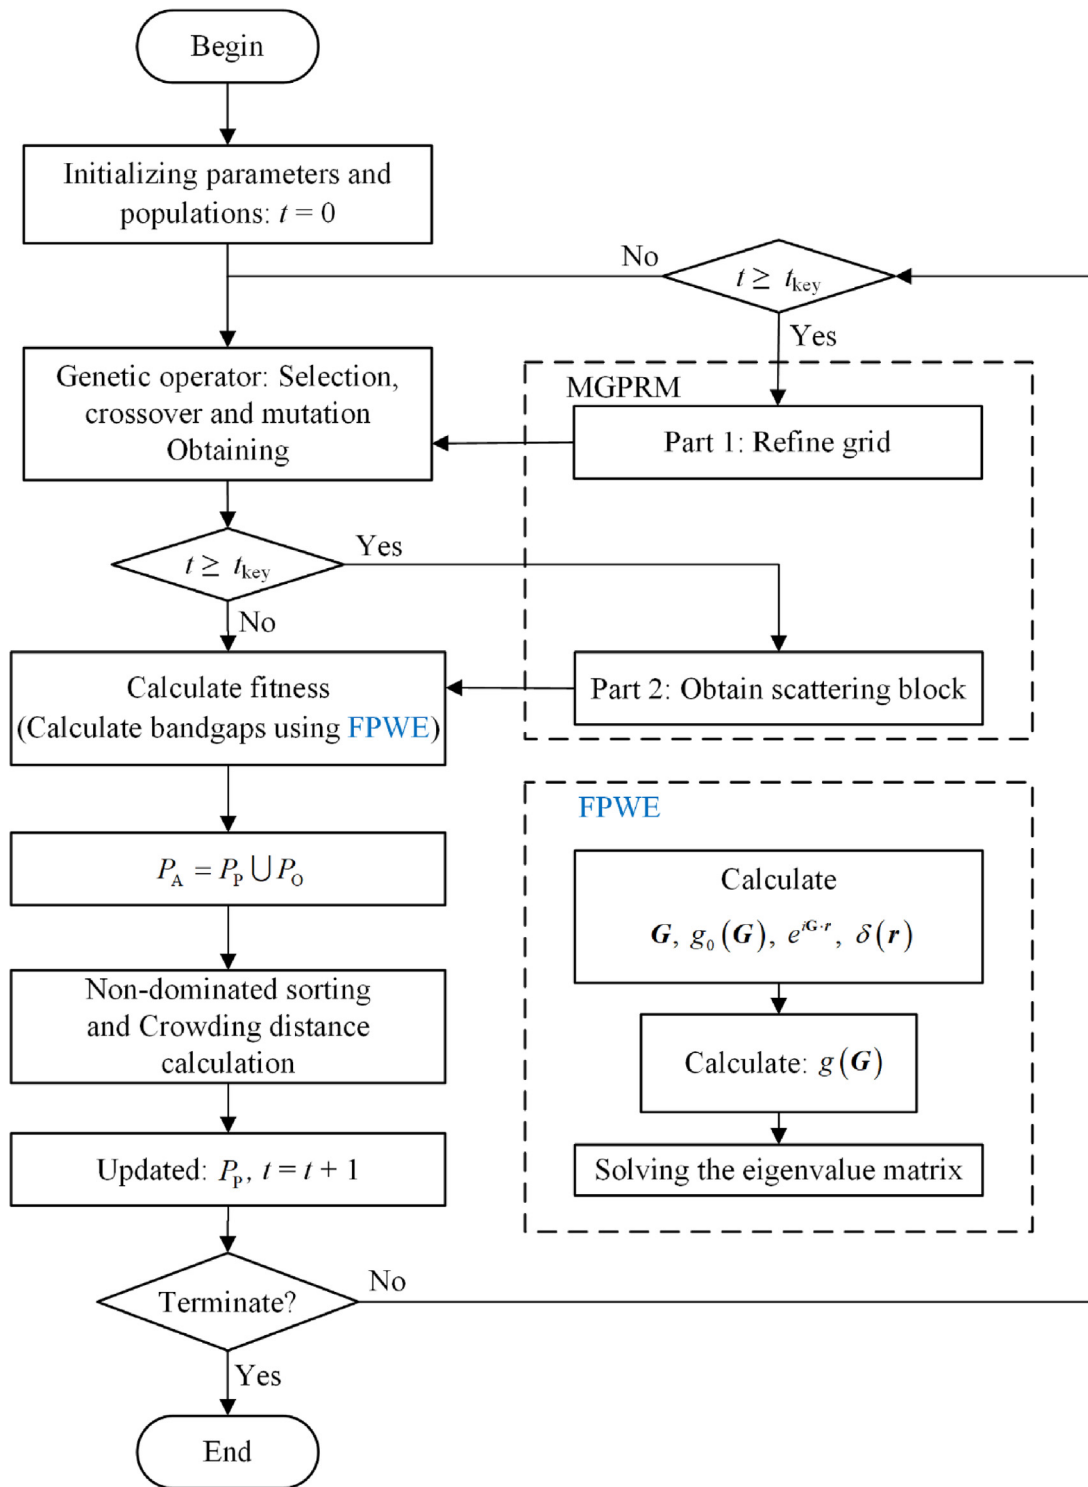 Begin
Initializing parameters and
populations: t = 0
No
t ≥ t_key
Yes
Genetic operator: Selection,
crossover and mutation
Obtaining
MGPRM
Part 1: Refine grid
t ≥ t_key
Yes
No
Calculate fitness
(Calculate bandgaps using FPWE)
Part 2: Obtain scattering block
P_A = P_P ⋃ P_O
FPWE
Calculate
G, g_0(G), e^{iG·r}, δ(r)
Non-dominated sorting
and Crowding distance
calculation
Calculate: g(G)
Updated: P_P, t = t + 1
Solving the eigenvalue matrix
Terminate?
No
Yes
End